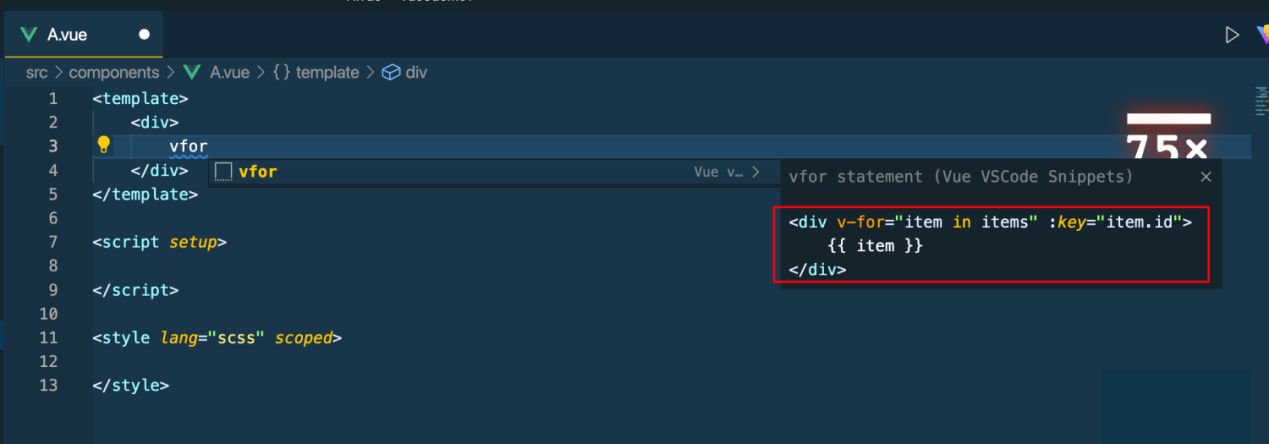 A.vue
src > components > A.vue > {} template > div
1 <template>
2 <div>
3 vfor
4 </div>
vfor Vue v… >
5 </template>
6
7 <script setup>
8
9 </script>
10
11 <style lang="scss" scoped>
12
13 </style>
75×
vfor statement (Vue VSCode Snippets) ×
<div v-for="item in items" :key="item.id">
{{ item }}
</div>